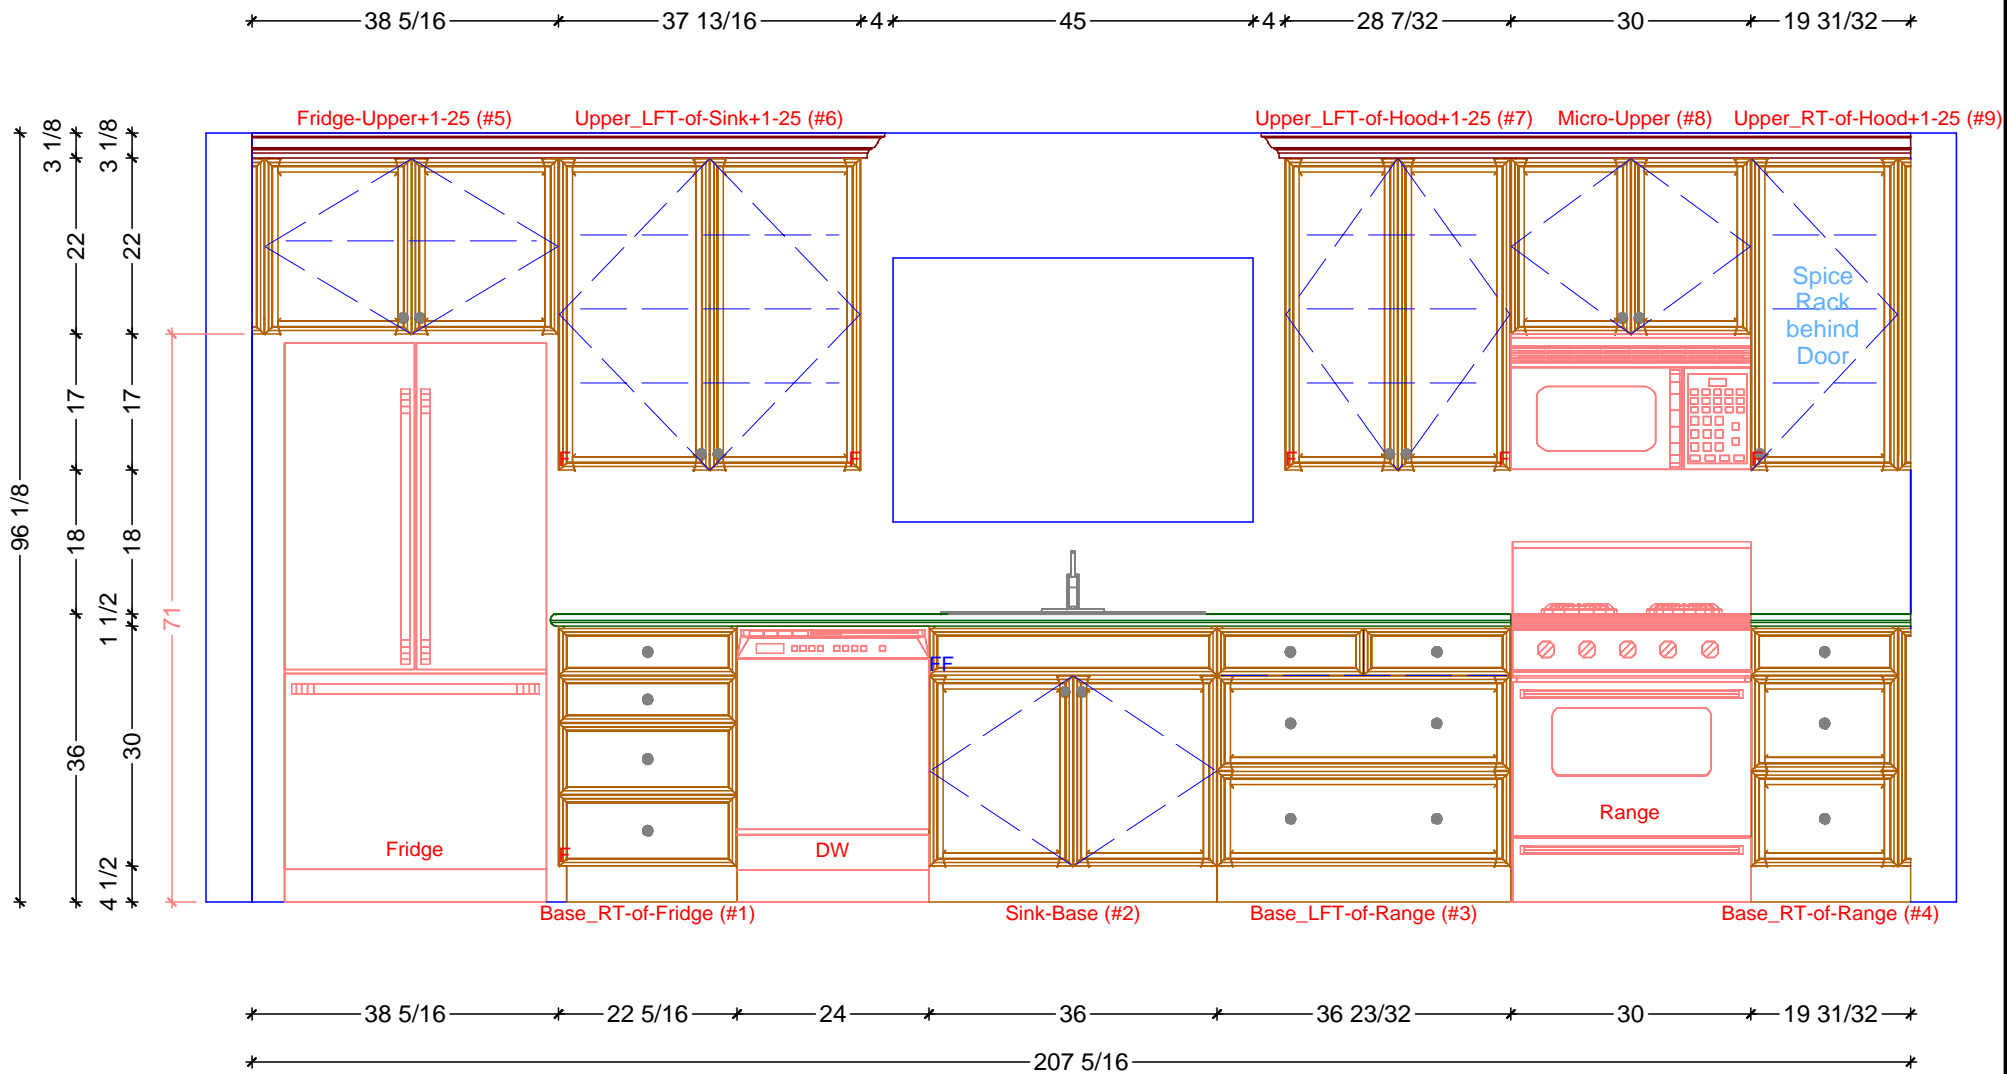 38 5/16
37 13/16
4
45
4
28 7/32
30
19 31/32
Fridge-Upper+1-25 (#5)
Upper_LFT-of-Sink+1-25 (#6)
Upper_LFT-of-Hood+1-25 (#7)
Micro-Upper (#8)
Upper_RT-of-Hood+1-25 (#9)
96 1/8
3 1/8
22
17
18
36
3 1/8
22
17
18
1 1/2
30
4 1/2
71
Spice
Rack
behind
Door
F
F
F
F
F
FF
F
Fridge
DW
Range
Base_RT-of-Fridge (#1)
Sink-Base (#2)
Base_LFT-of-Range (#3)
Base_RT-of-Range (#4)
38 5/16
22 5/16
24
36
36 23/32
30
19 31/32
207 5/16